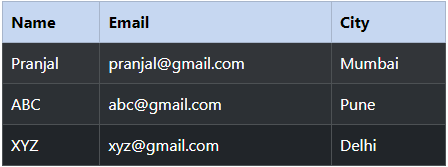 Name Email City
Pranjal pranjal@gmail.com Mumbai
ABC abc@gmail.com Pune
XYZ xyz@gmail.com Delhi